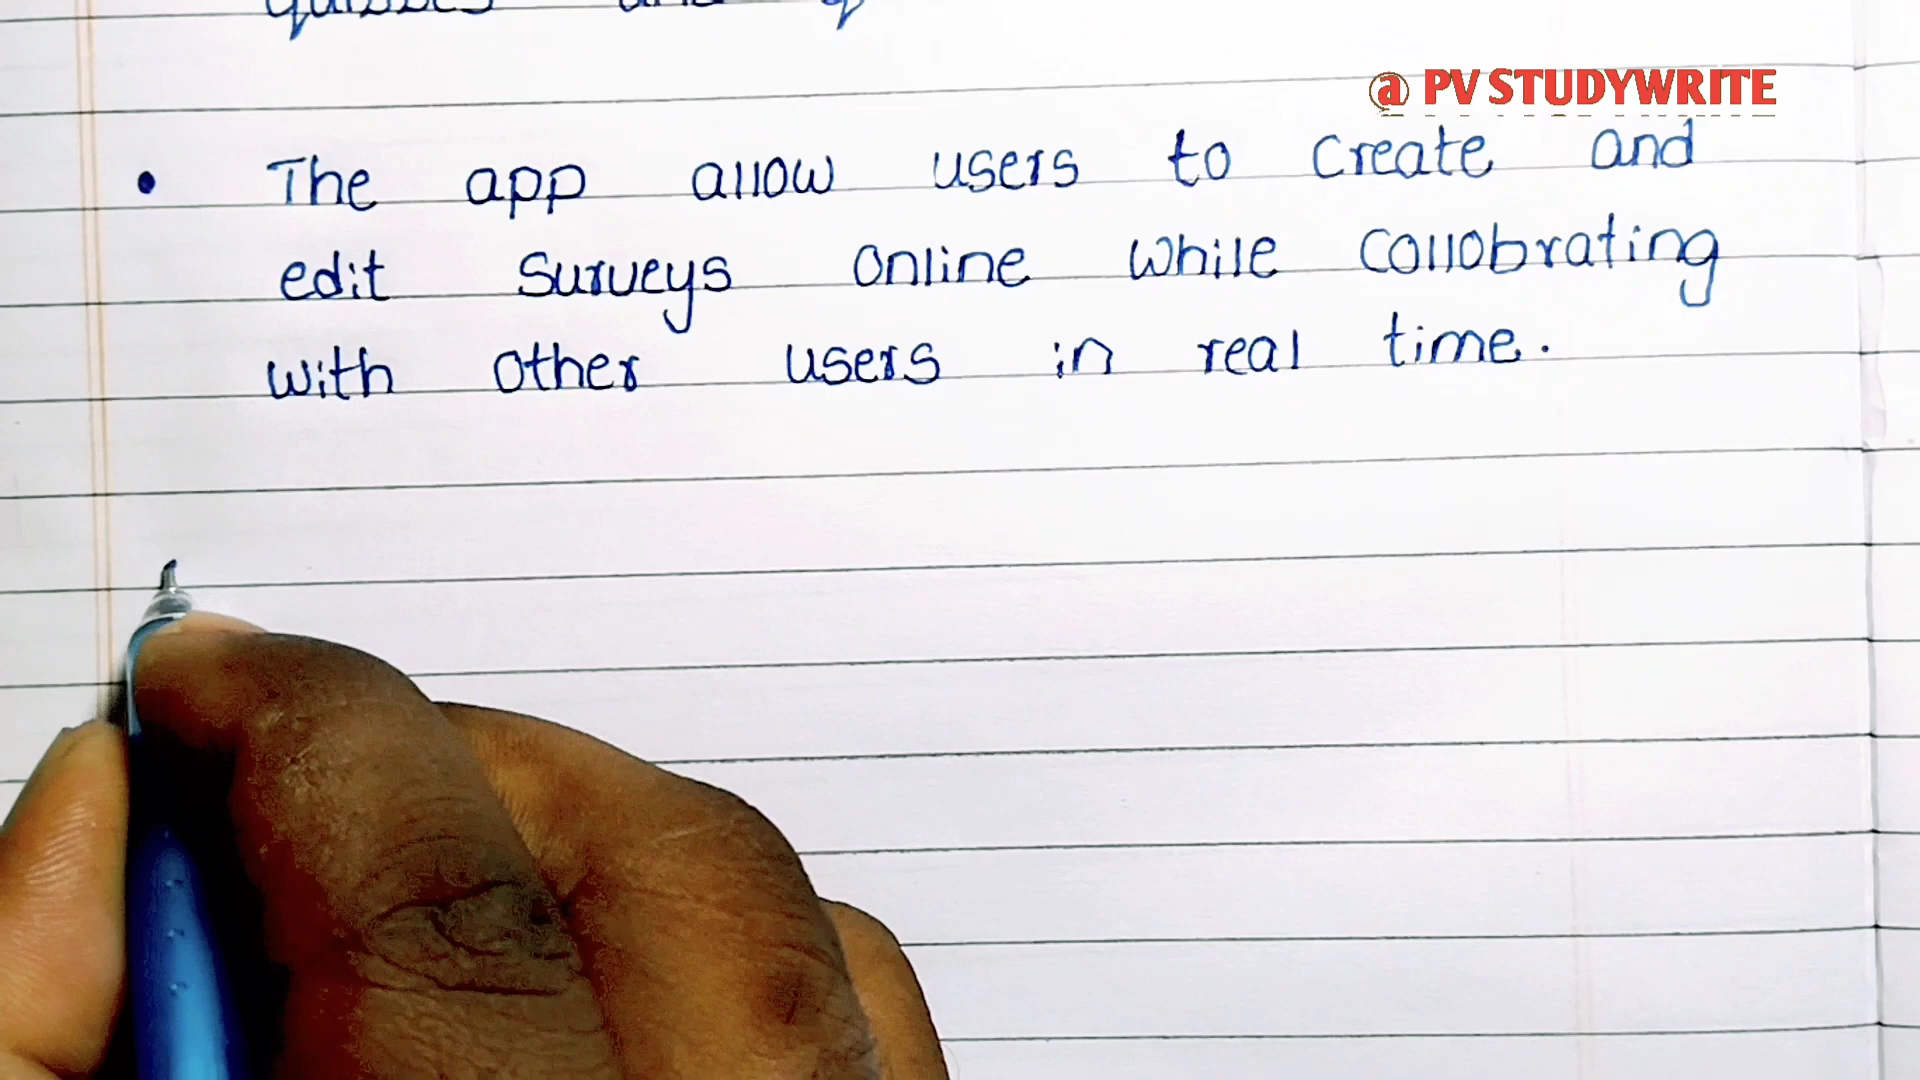 @ PV STUDYWRITE
• The app allow users to create and
edit surveys online while collobrating
with other users in real time.